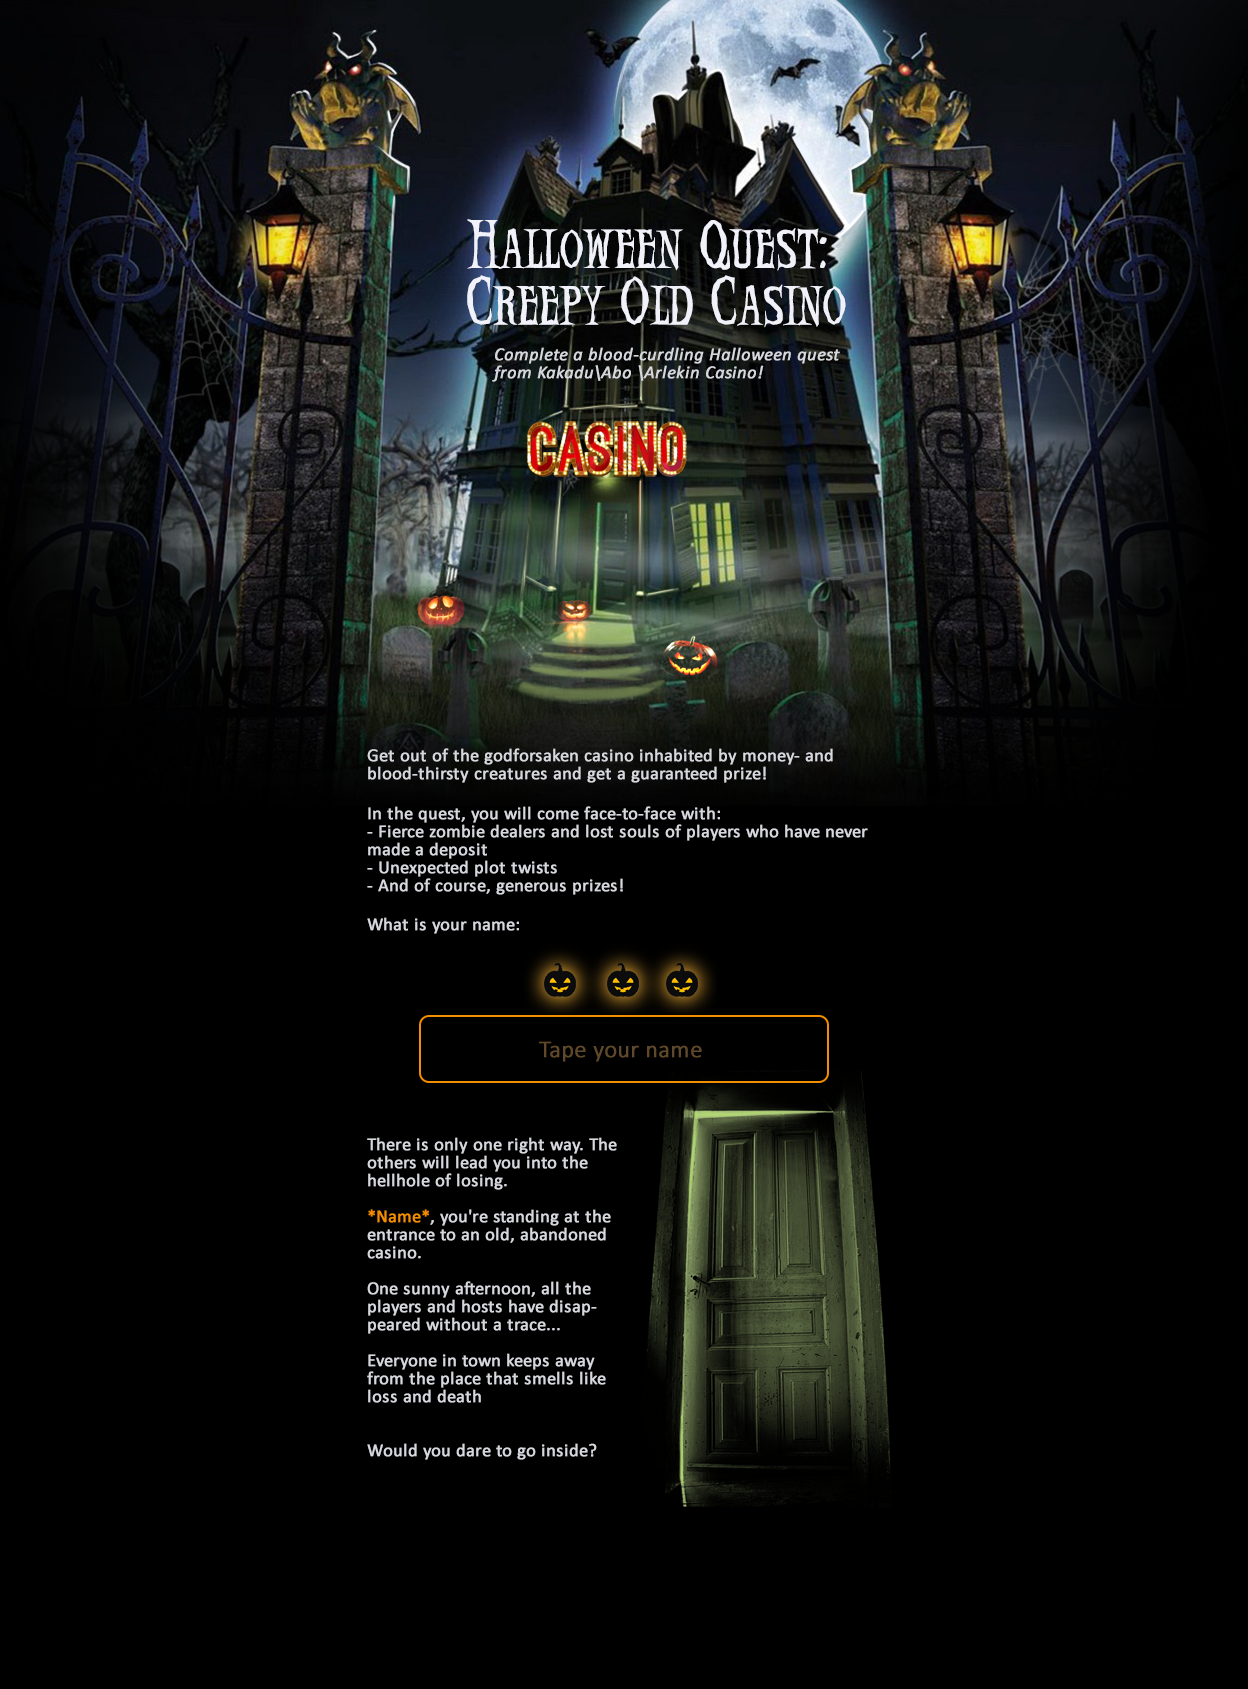 Halloween Quest:
Creepy Old Casino
Complete a blood-curdling Halloween quest
from Kakadu\Abo \Arlekin Casino!
CASINO
Get out of the godforsaken casino inhabited by money- and
blood-thirsty creatures and get a guaranteed prize!
In the quest, you will come face-to-face with:
- Fierce zombie dealers and lost souls of players who have never
made a deposit
- Unexpected plot twists
- And of course, generous prizes!
What is your name:
Tape your name
There is only one right way. The
others will lead you into the
hellhole of losing.
*Name*, you're standing at the
entrance to an old, abandoned
casino.
One sunny afternoon, all the
players and hosts have disap-
peared without a trace...
Everyone in town keeps away
from the place that smells like
loss and death
Would you dare to go inside?